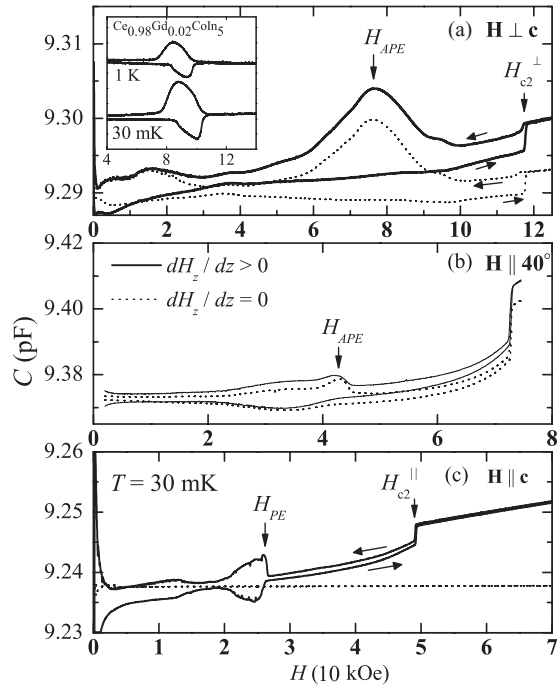 Ce0.98Gd0.02CoIn5
1 K
30 mK
4 8 12
(a) H ⊥ c
H_APE
H_c2^⊥
9.31
9.30
9.29
0 2 4 6 8 10 12
9.42
9.40
9.38
(b) H ∥ 40°
dH_z / dz > 0
dH_z / dz = 0
H_APE
0 2 4 6 8
C (pF)
9.26
9.25
9.24
9.23
(c) H ∥ c
T = 30 mK
H_PE
H_c2^||
0 1 2 3 4 5 6 7
H (10 kOe)